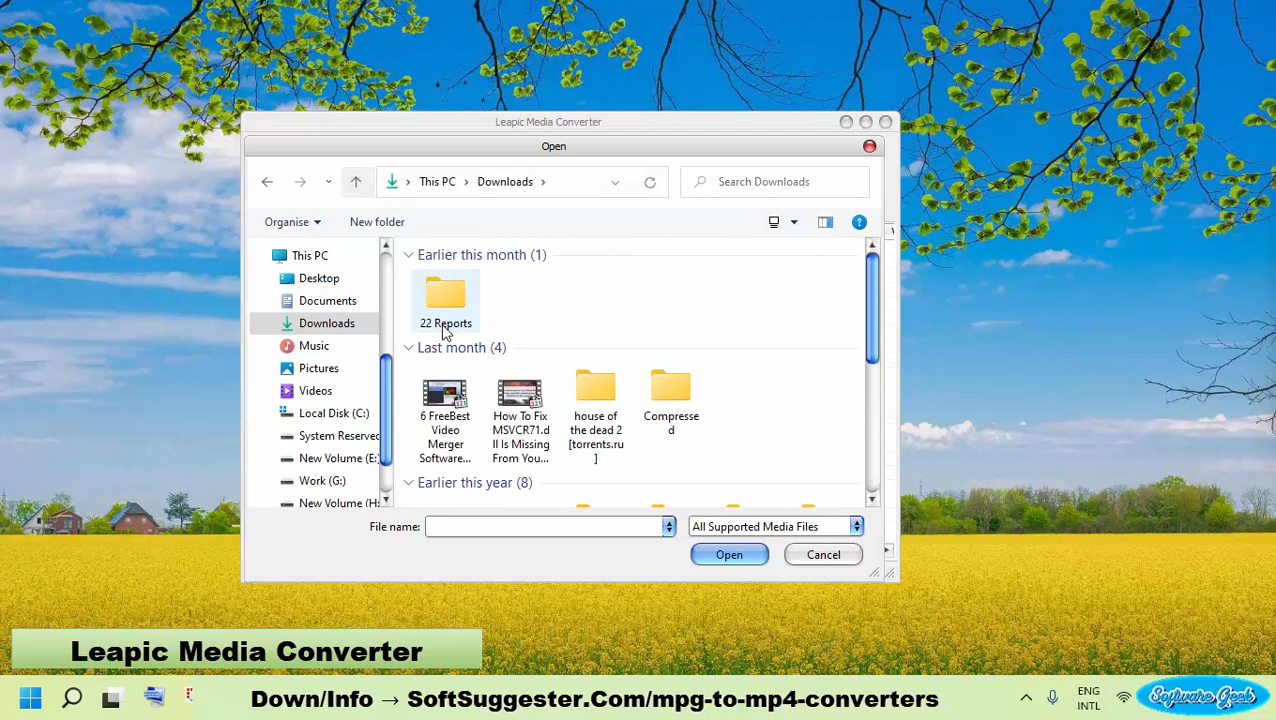 Leapic Media Converter
Open
This PC > Downloads >
Search Downloads
Organise
New folder
This PC
Desktop
Documents
Downloads
Music
Pictures
Videos
Local Disk (C:)
System Reserved
New Volume (E:)
Work (G:)
New Volume (H:
Earlier this month (1)
22 Reports
Last month (4)
6 FreeBest
Video
Merger
Software...
How To Fix
MSVCR71.d
ll Is Missing
From You...
house of
the dead 2
[torrents.ru
]
Compresse
d
Earlier this year (8)
File name:
All Supported Media Files
Open
Cancel
Leapic Media Converter
Down/Info → SoftSuggester.Com/mpg-to-mp4-converters
ENG
INTL
Software Geek